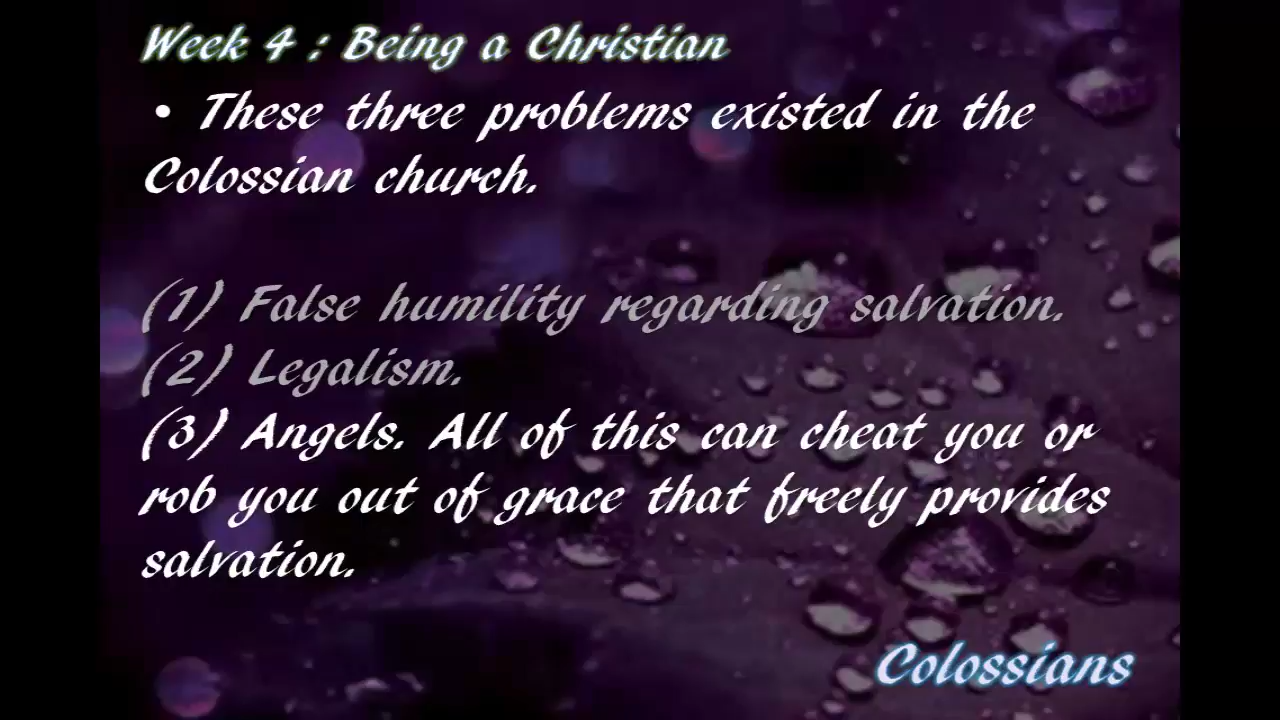 Week 4 : Being a Christian
• These three problems existed in the
Colossian church.
(1) False humility regarding salvation.
(2) Legalism.
(3) Angels. All of this can cheat you or
rob you out of grace that freely provides
salvation.
Colossians